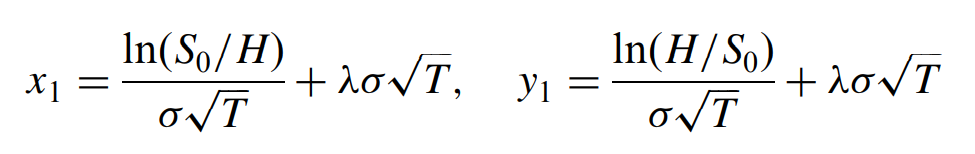 x₁ = ln(S₀/H) / σ√T + λσ√T, y₁ = ln(H/S₀) / σ√T + λσ√T